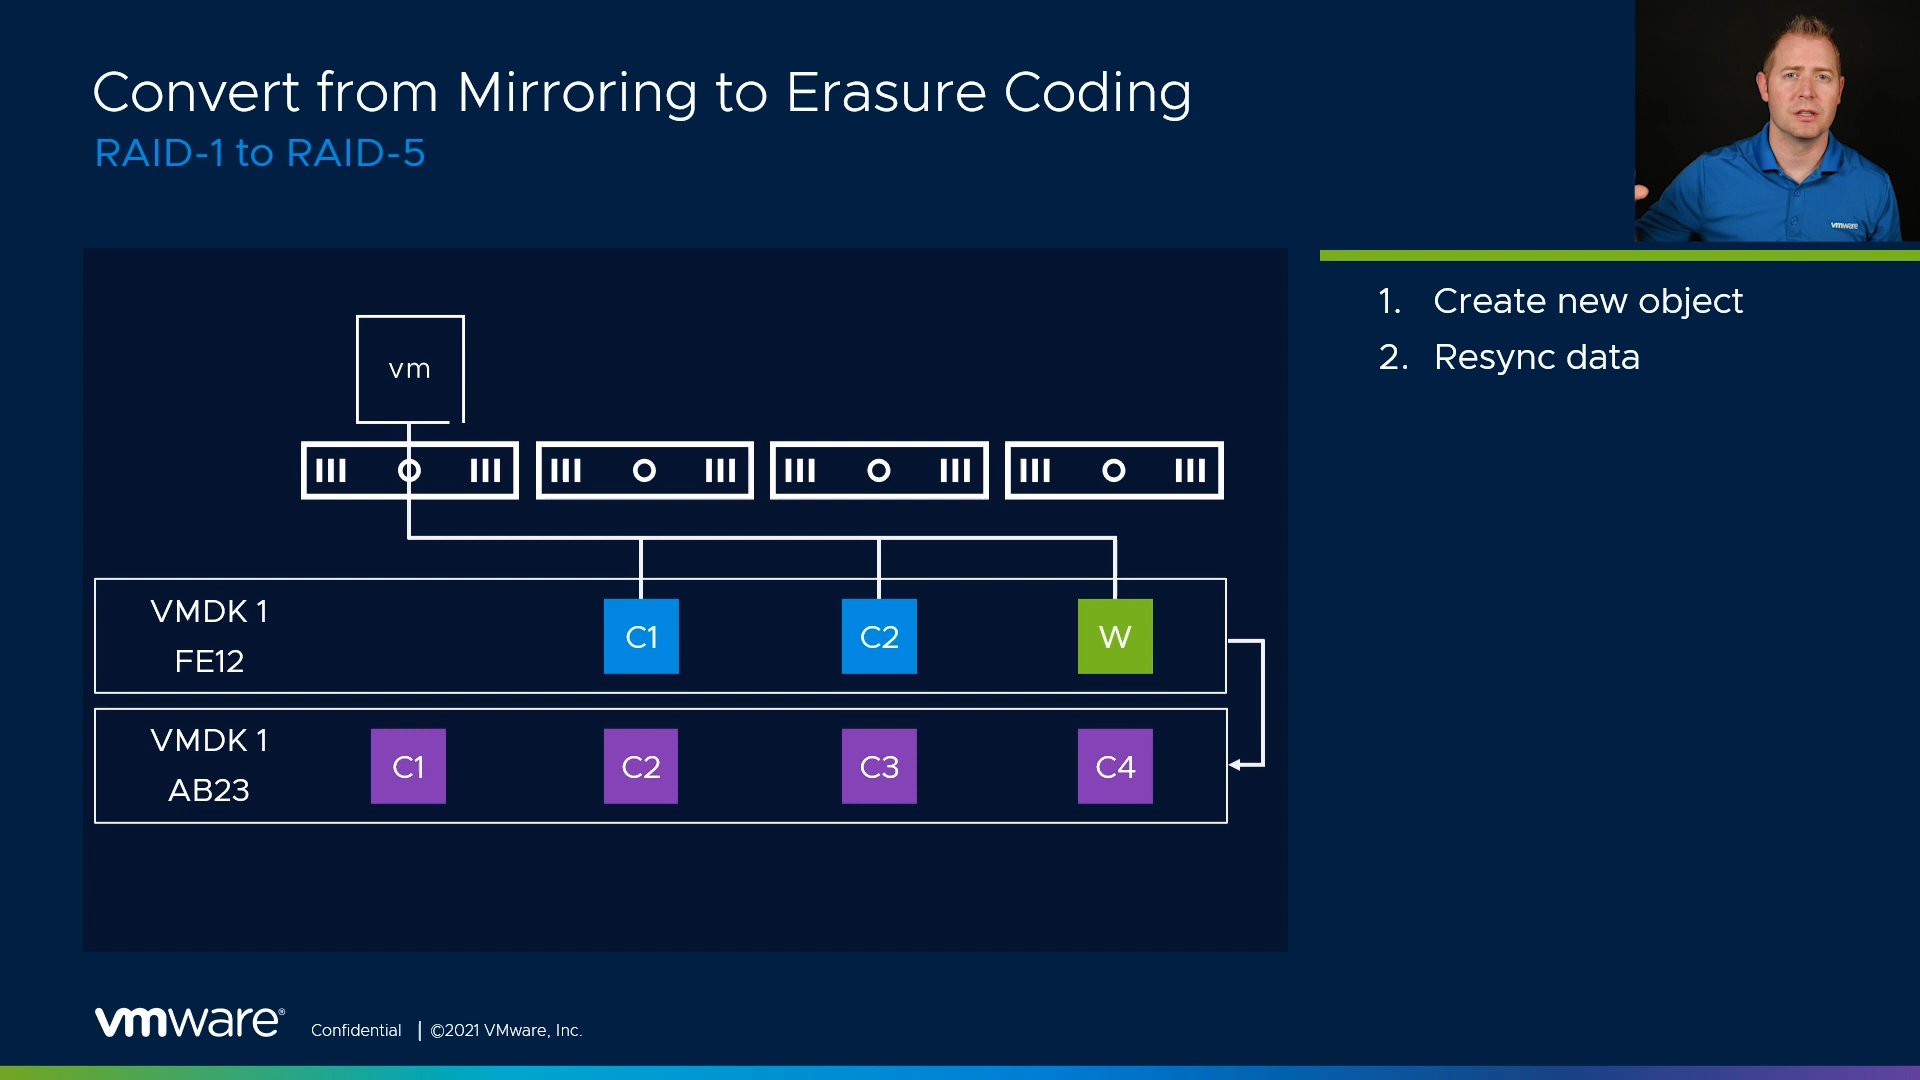 Convert from Mirroring to Erasure Coding
RAID-1 to RAID-5
vmware
1. Create new object
2. Resync data
vm
VMDK 1
FE12
C1
C2
W
VMDK 1
AB23
C1
C2
C3
C4
vmware®
Confidential | ©2021 VMware, Inc.